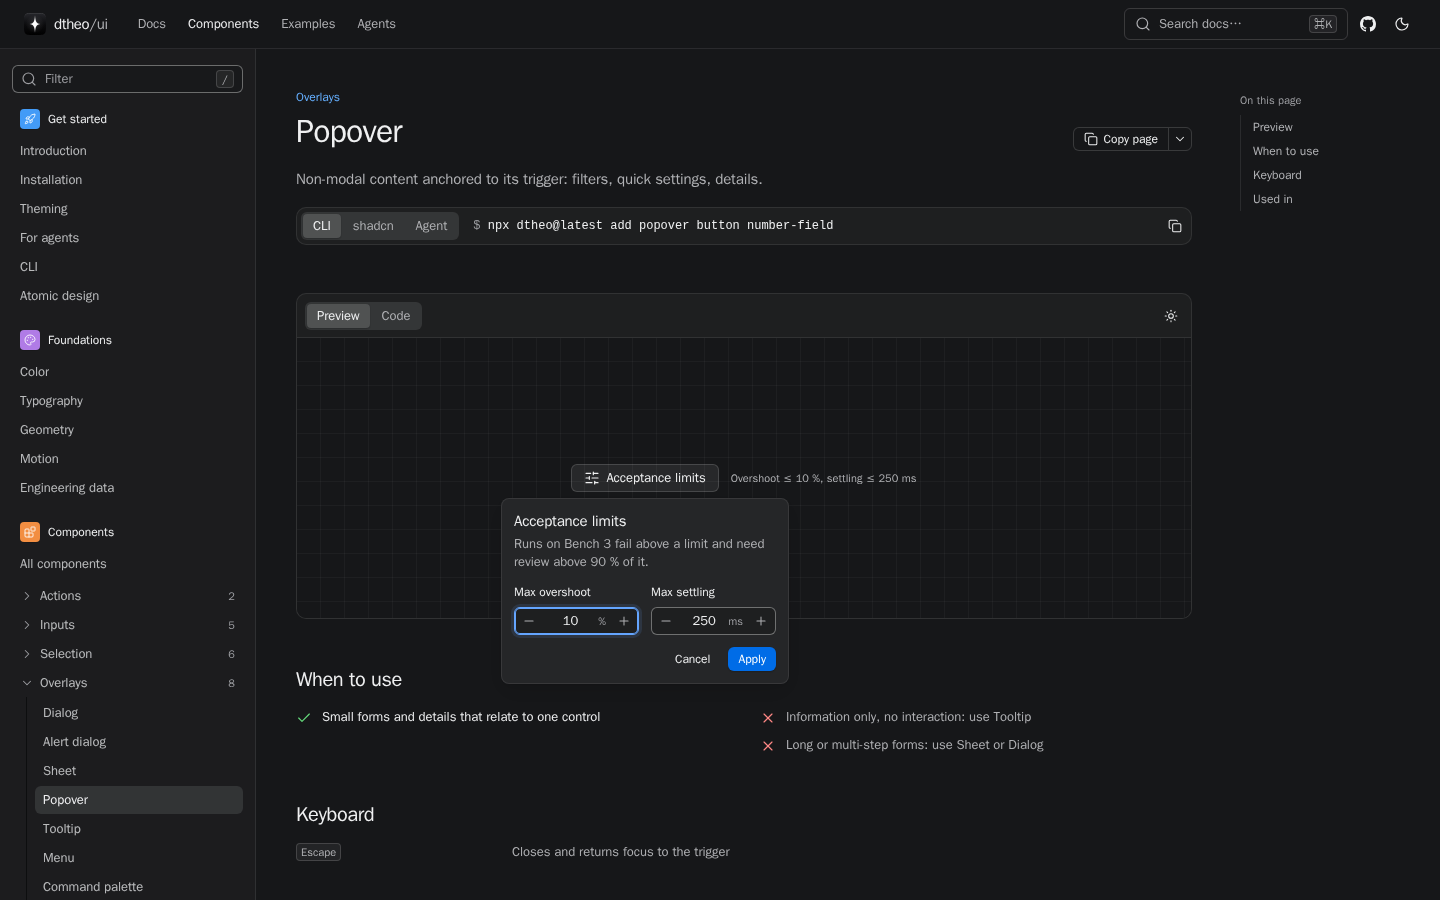 dtheo/ui
Docs
Components
Examples
Agents
Search docs⋯
⌘K
Filter
/
Get started
Introduction
Installation
Theming
For agents
CLI
Atomic design
Foundations
Color
Typography
Geometry
Motion
Engineering data
Components
All components
Actions 2
Inputs 5
Selection 6
Overlays 8
Dialog
Alert dialog
Sheet
Popover
Tooltip
Menu
Command palette
Overlays
Popover
Copy page
Non-modal content anchored to its trigger: filters, quick settings, details.
CLI shadcn Agent $ npx dtheo@latest add popover button number-field
Preview Code
Acceptance limits Overshoot ≤ 10 %, settling ≤ 250 ms
Acceptance limits
Runs on Bench 3 fail above a limit and need
review above 90 % of it.
Max overshoot Max settling
− 10 % + − 250 ms +
Cancel Apply
When to use
Small forms and details that relate to one control
Information only, no interaction: use Tooltip
Long or multi-step forms: use Sheet or Dialog
Keyboard
Escape Closes and returns focus to the trigger
On this page
Preview
When to use
Keyboard
Used in